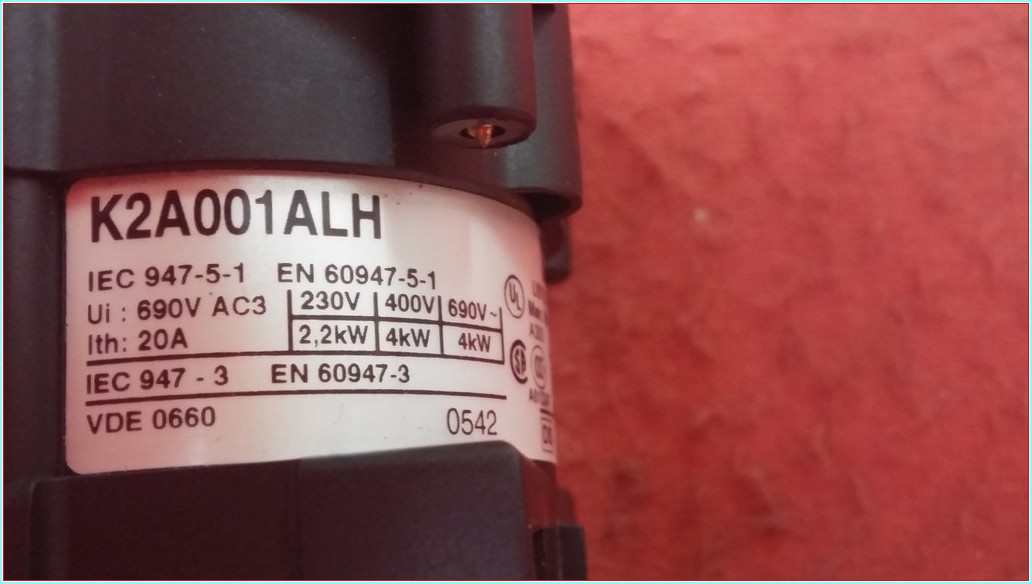 K2A001ALH
IEC 947-5-1 EN 60947-5-1
Ui : 690V AC3 230V 400V 690V~
Ith: 20A 2,2kW 4kW 4kW
IEC 947 - 3 EN 60947-3
VDE 0660 0542
UL